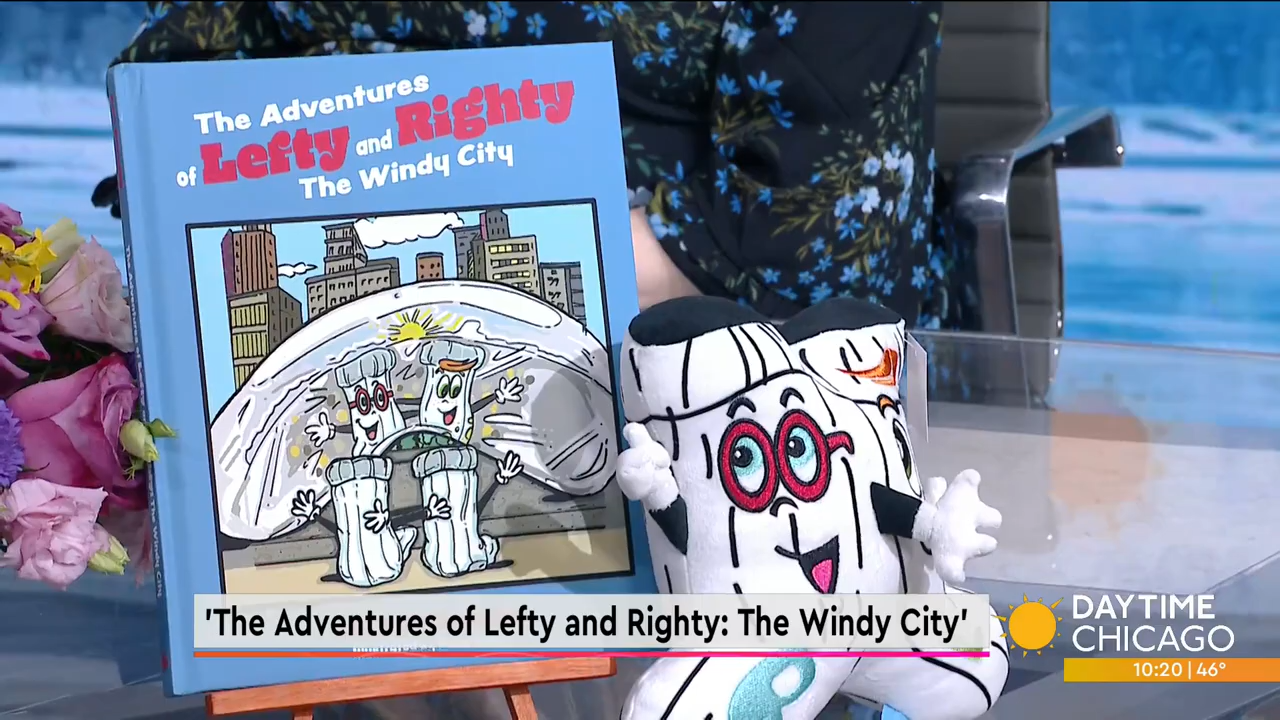 The Adventures
of Lefty and Righty
The Windy City
'The Adventures of Lefty and Righty: The Windy City'
DAYTIME
CHICAGO
10:20 | 46°